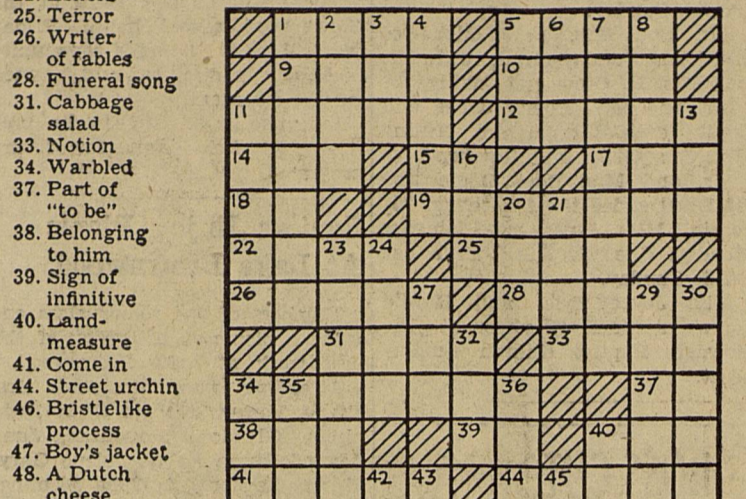 25. Terror
26. Writer
of fables
28. Funeral song
31. Cabbage
salad
33. Notion
34. Warbled
37. Part of
"to be"
38. Belonging
to him
39. Sign of
infinitive
40. Land-
measure
41. Come in
44. Street urchin
46. Bristlelike
process
47. Boy's jacket
48. A Dutch
cheese
1 2 3 4 5 6 7 8
9 10
11 12 13
14 15 16 17
18 19 20 21
22 23 24 25
26 27 28 29 30
31 32 33
34 35 36 37
38 39 40
41 42 43 44 45